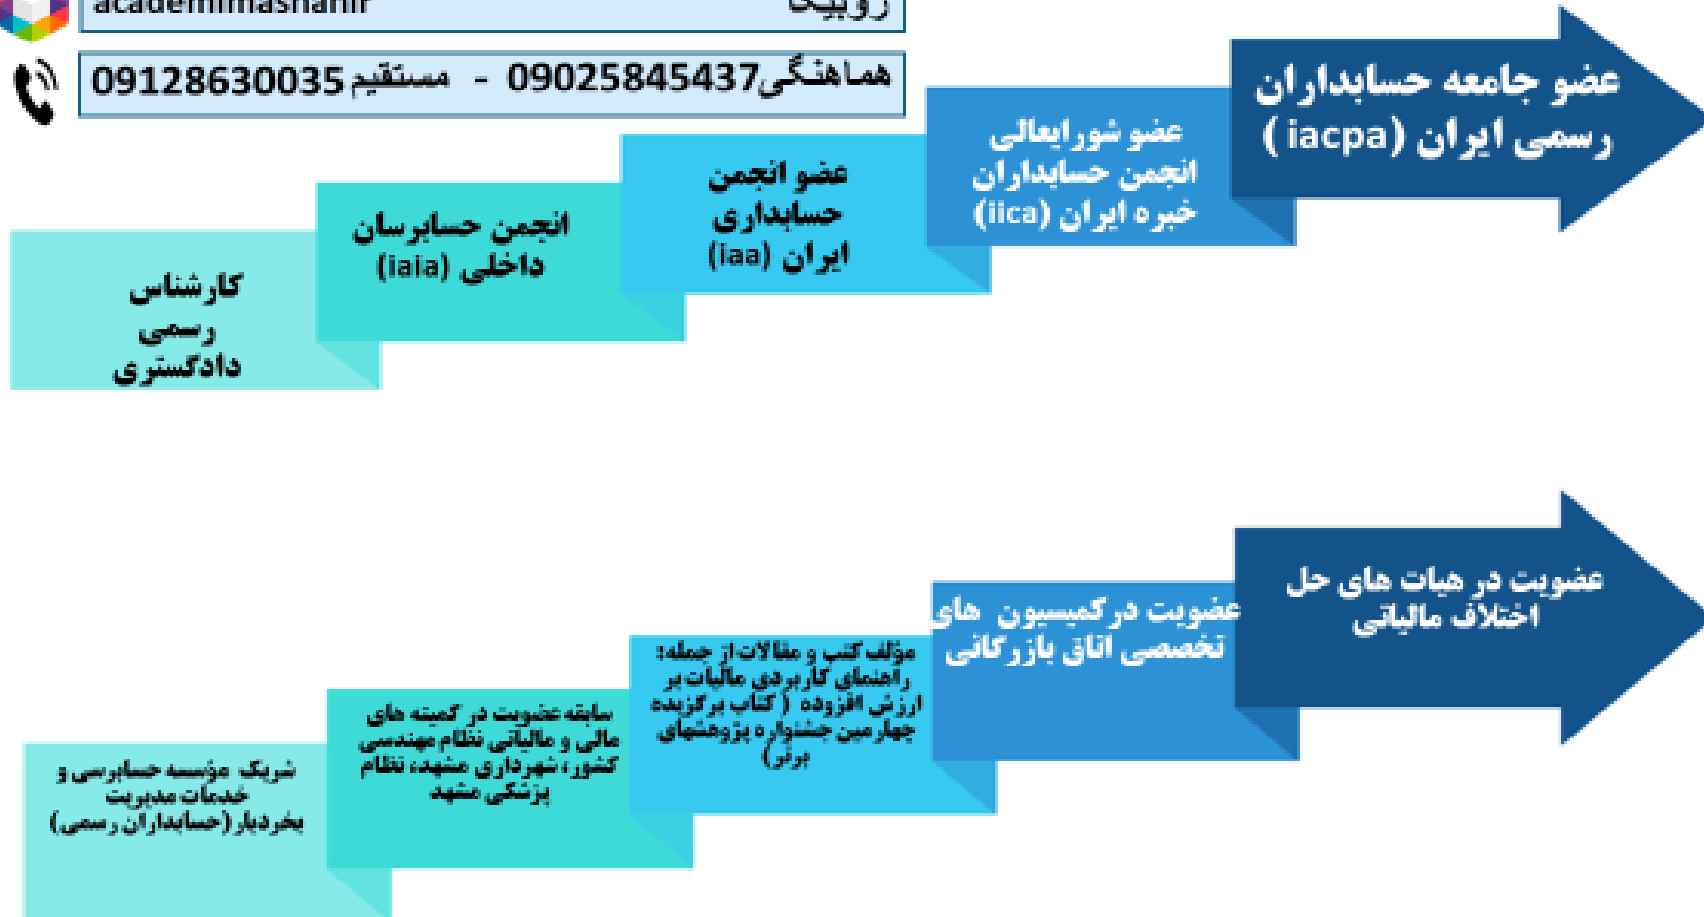 academimashahir
روبیکا
هماهنگی09025845437 - مستقیم09128630035
عضو جامعه حسابداران
رسمی ایران (iacpa )
عضو شورایعالی
انجمن حسابداران
خبره ایران (iica)
عضو انجمن
حسابداری
ایران (iaa)
انجمن حسابرسان
داخلی (iaia)
کارشناس
رسمی
دادگستری
عضویت در هیات های حل
اختلاف مالیاتی
عضویت درکمیسیون های
تخصصی اتاق بازرگانی
مؤلف کتب و مقالات از جمله:
راهنمای کاربردی مالیات بر
ارزش افزوده ( کتاب برگزیده
چهارمین جشنواره پژوهشهای
برتر)
سابقه عضویت در کمیته های
مالی و مالیاتی نظام مهندسی
کشور، شهرداری مشهد، نظام
پزشکی مشهد
شریک مؤسسه حسابرسی و
خدمات مدیریت
بخردیار (حسابداران رسمی)